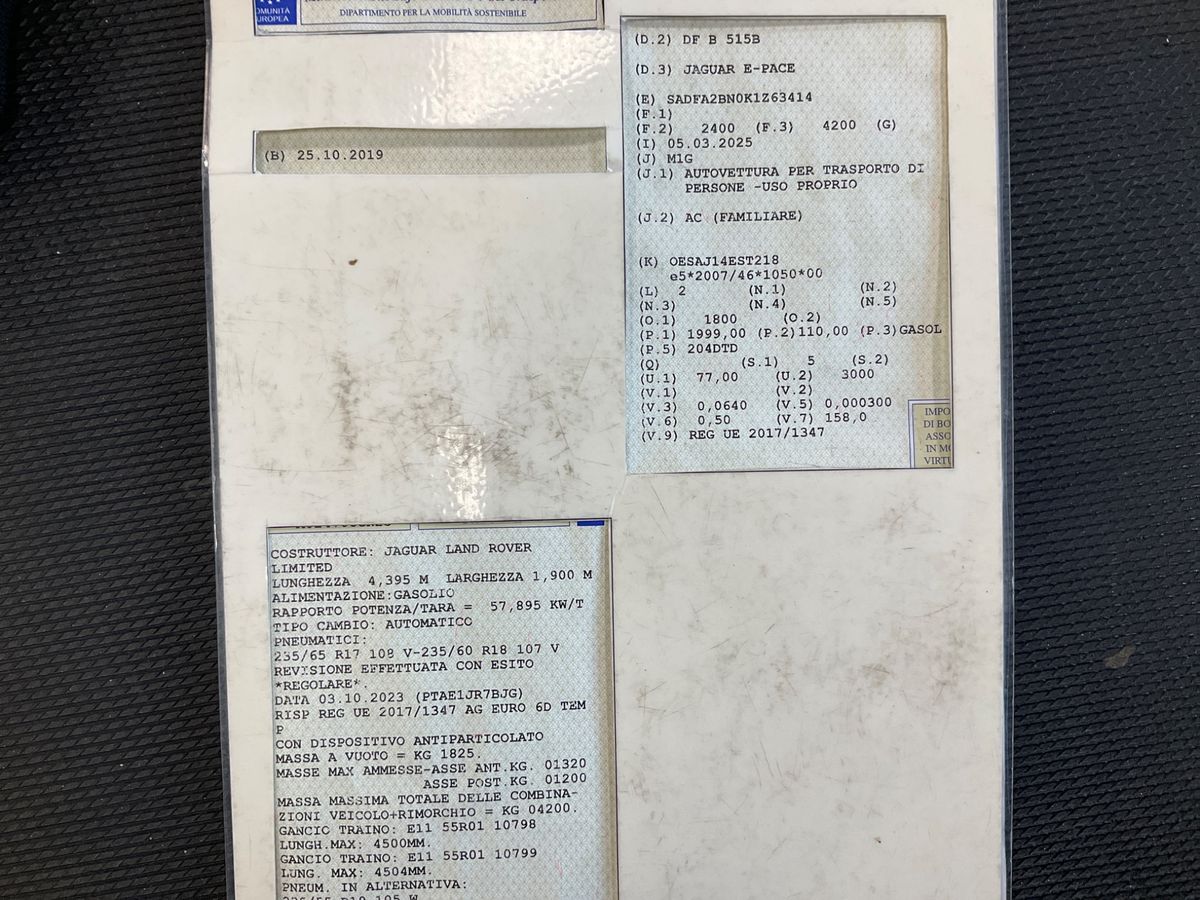 OMUNITÀ
UROPEA
DIPARTIMENTO PER LA MOBILITÀ SOSTENIBILE
(B) 25.10.2019
(D.2) DF B 515B
(D.3) JAGUAR E-PACE
(E) SADFA2BN0K1Z63414
(F.1)
(F.2) 2400 (F.3) 4200 (G)
(I) 05.03.2025
(J) M1G
(J.1) AUTOVETTURA PER TRASPORTO DI
PERSONE -USO PROPRIO
(J.2) AC (FAMILIARE)
(K) OESAJ14EST218
e5*2007/46*1050*00
(L) 2 (N.1) (N.2)
(N.3) (N.4) (N.5)
(O.1) 1800 (O.2)
(P.1) 1999,00 (P.2)110,00 (P.3)GASOL
(P.5) 204DTD
(Q) (S.1) 5 (S.2)
(U.1) 77,00 (U.2) 3000
(V.1) (V.2)
(V.3) 0,0640 (V.5) 0,000300
(V.6) 0,50 (V.7) 158,0
(V.9) REG UE 2017/1347
IMPO
DI BO
ASSO
IN MO
VIRTU
COSTRUTTORE: JAGUAR LAND ROVER
LIMITED
LUNGHEZZA 4,395 M LARGHEZZA 1,900 M
ALIMENTAZIONE:GASOLIO
RAPPORTO POTENZA/TARA = 57,895 KW/T
TIPO CAMBIO: AUTOMATICO
PNEUMATICI:
235/65 R17 108 V-235/60 R18 107 V
REVISIONE EFFETTUATA CON ESITO
*REGOLARE*.
DATA 03.10.2023 (PTAE1JR7BJG)
RISP REG UE 2017/1347 AG EURO 6D TEM
P
CON DISPOSITIVO ANTIPARTICOLATO
MASSA A VUOTO = KG 1825.
MASSE MAX AMMESSE-ASSE ANT.KG. 01320
ASSE POST.KG. 01200
MASSA MASSIMA TOTALE DELLE COMBINA-
ZIONI VEICOLO+RIMORCHIO = KG 04200.
GANCIO TRAINO: E11 55R01 10798
LUNGH.MAX: 4500MM.
GANCIO TRAINO: E11 55R01 10799
LUNG. MAX: 4504MM.
PNEUM. IN ALTERNATIVA: